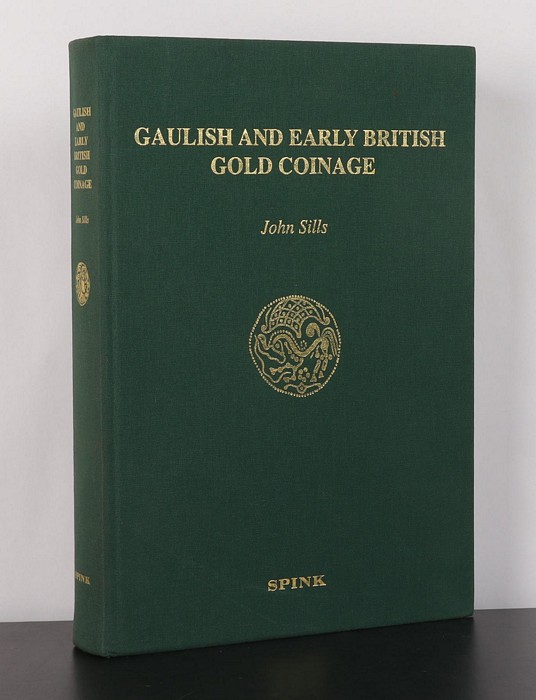 GAULISH AND EARLY BRITISH
GOLD COINAGE
John Sills
SPINK
GAULISH
AND
EARLY
BRITISH
GOLD
COINAGE
John Sills
SPINK